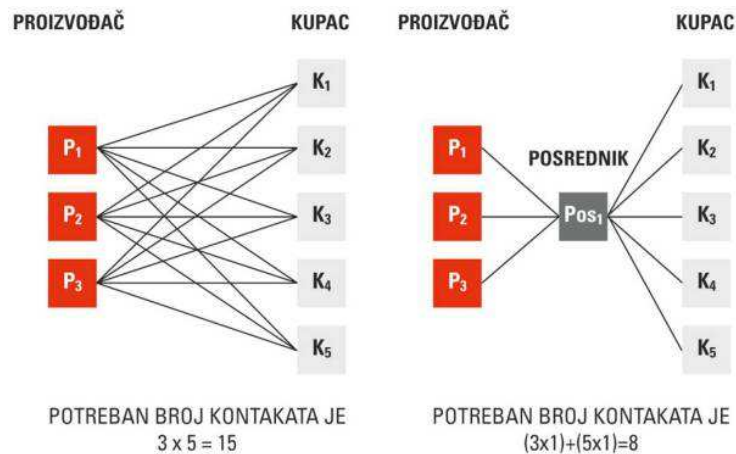 PROIZVOĐAČ
KUPAC
P₁
P₂
P₃
K₁
K₂
K₃
K₄
K₅
POTREBAN BROJ KONTAKATA JE
3 x 5 = 15
PROIZVOĐAČ
KUPAC
P₁
P₂
P₃
POSREDNIK
Pos₁
K₁
K₂
K₃
K₄
K₅
POTREBAN BROJ KONTAKATA JE
(3x1)+(5x1)=8